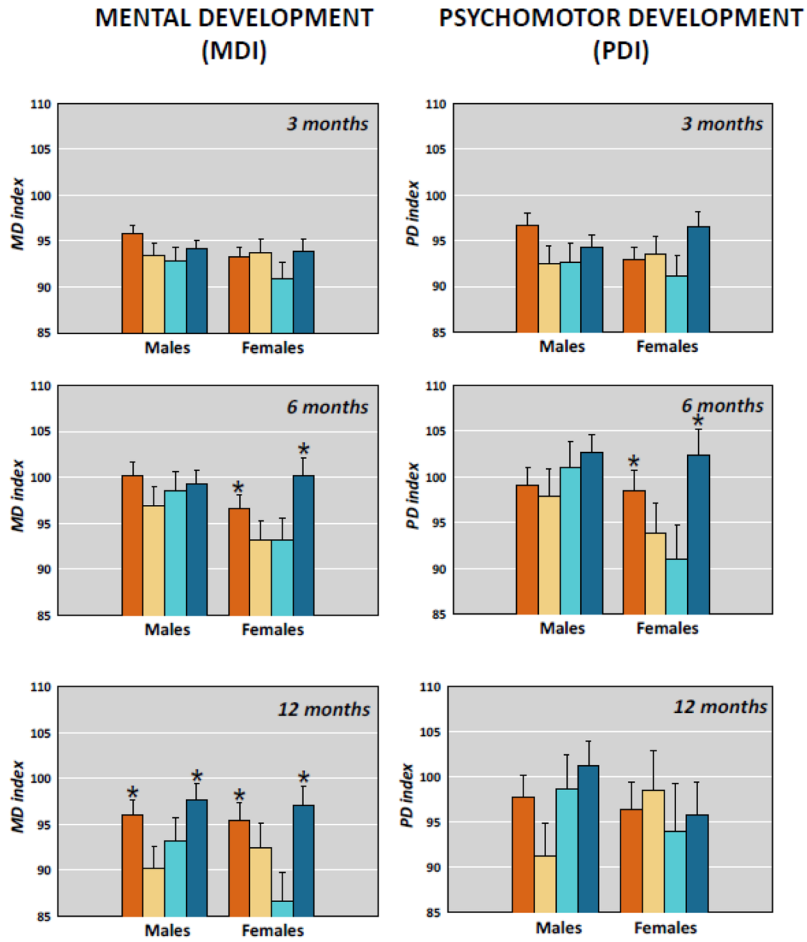 MENTAL DEVELOPMENT
(MDI)
PSYCHOMOTOR DEVELOPMENT
(PDI)
110
105
100
95
90
85
MD index
3 months
Males
Females
110
105
100
95
90
85
PD index
3 months
Males
Females
110
105
100
95
90
85
MD index
6 months
*
*
Males
Females
110
105
100
95
90
85
PD index
6 months
*
*
Males
Females
110
105
100
95
90
85
MD index
12 months
*
*
*
*
Males
Females
110
105
100
95
90
85
PD index
12 months
Males
Females